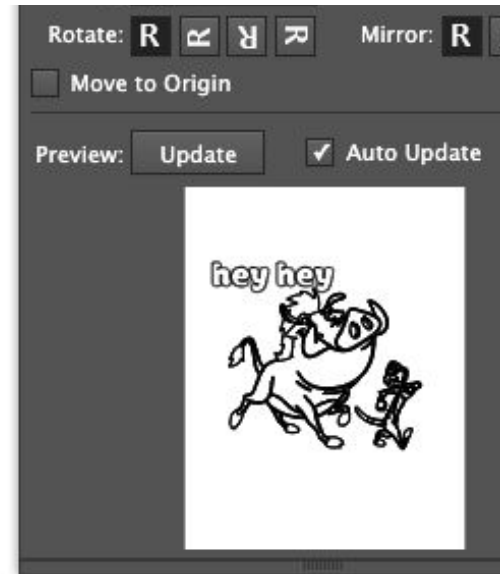 Rotate: R R R R Mirror: R
Move to Origin
Preview: Update Auto Update
hey hey